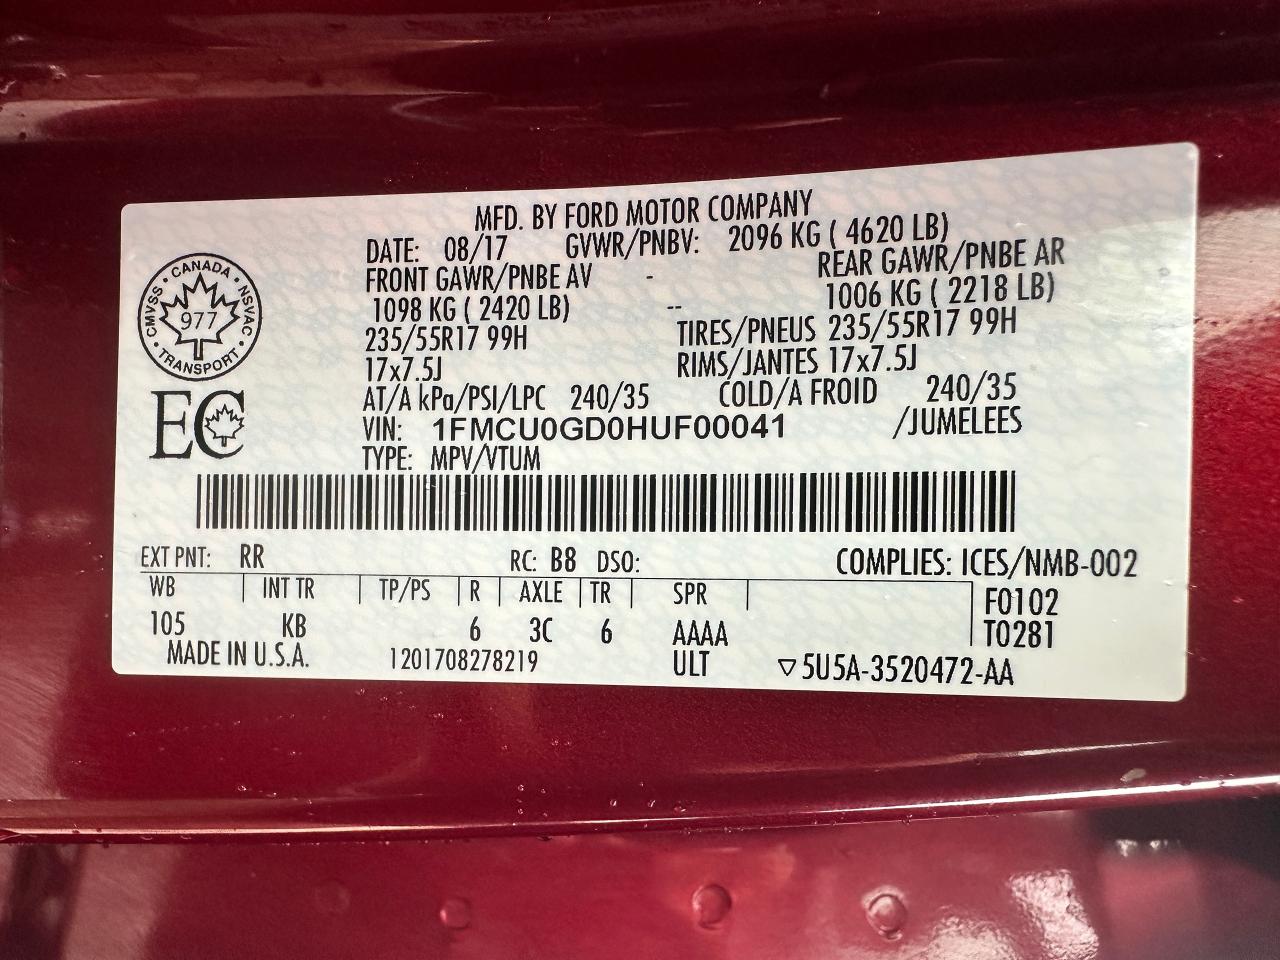 MFD. BY FORD MOTOR COMPANY
DATE: 08/17 GVWR/PNBV: 2096 KG ( 4620 LB)
FRONT GAWR/PNBE AV - REAR GAWR/PNBE AR
1098 KG ( 2420 LB) -- 1006 KG ( 2218 LB)
235/55R17 99H TIRES/PNEUS 235/55R17 99H
17x7.5J RIMS/JANTES 17x7.5J
AT/A kPa/PSI/LPC 240/35 COLD/A FROID 240/35
VIN: 1FMCU0GD0HUF00041 /JUMELEES
TYPE: MPV/VTUM
CANADA
CMVSS · NSVAC
977
TRANSPORT
EC
EXT PNT: RR RC: B8 DSO: COMPLIES: ICES/NMB-002
WB | INT TR | TP/PS | R | AXLE | TR | SPR | F0102
105 KB 6 3C 6 AAAA T0281
MADE IN U.S.A. 1201708278219 ULT ▽5U5A-3520472-AA